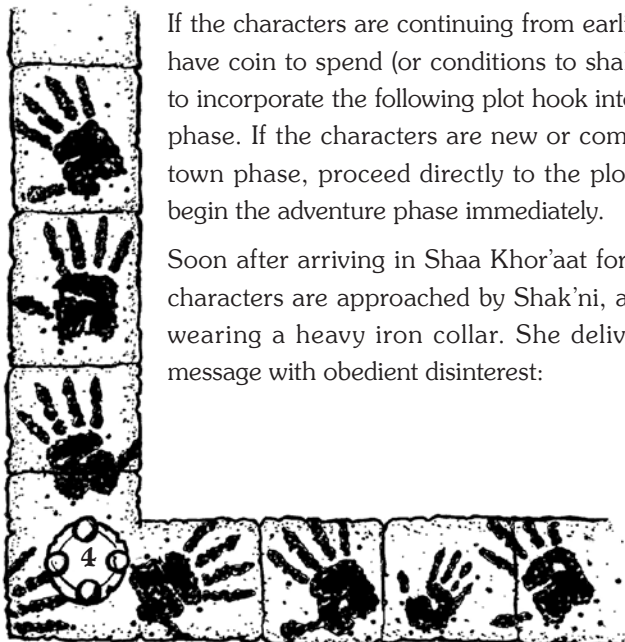 If the characters are continuing from earli
have coin to spend (or conditions to sha
to incorporate the following plot hook into
phase. If the characters are new or com
town phase, proceed directly to the plo
begin the adventure phase immediately.
Soon after arriving in Shaa Khor’aat for
characters are approached by Shak’ni, a
wearing a heavy iron collar. She deliv
message with obedient disinterest:
4